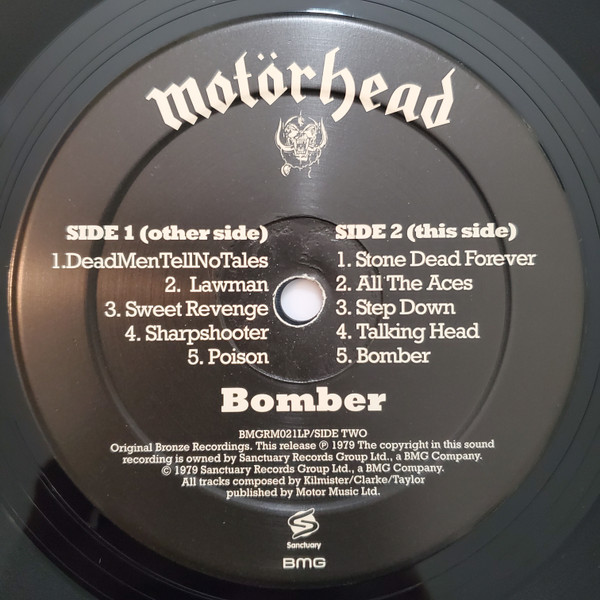 motörhead
SIDE 1 (other side)
1.DeadMenTellNoTales
2. Lawman
3. Sweet Revenge
4. Sharpshooter
5. Poison
SIDE 2 (this side)
1. Stone Dead Forever
2. All The Aces
3. Step Down
4. Talking Head
5. Bomber
Bomber
BMGRM021LP/SIDE TWO
Original Bronze Recordings. This release ℗ 1979 The copyright in this sound
recording is owned by Sanctuary Records Group Ltd., a BMG Company.
© 1979 Sanctuary Records Group Ltd., a BMG Company.
All tracks composed by Kilmister/Clarke/Taylor
published by Motor Music Ltd.
Sanctuary
BMG